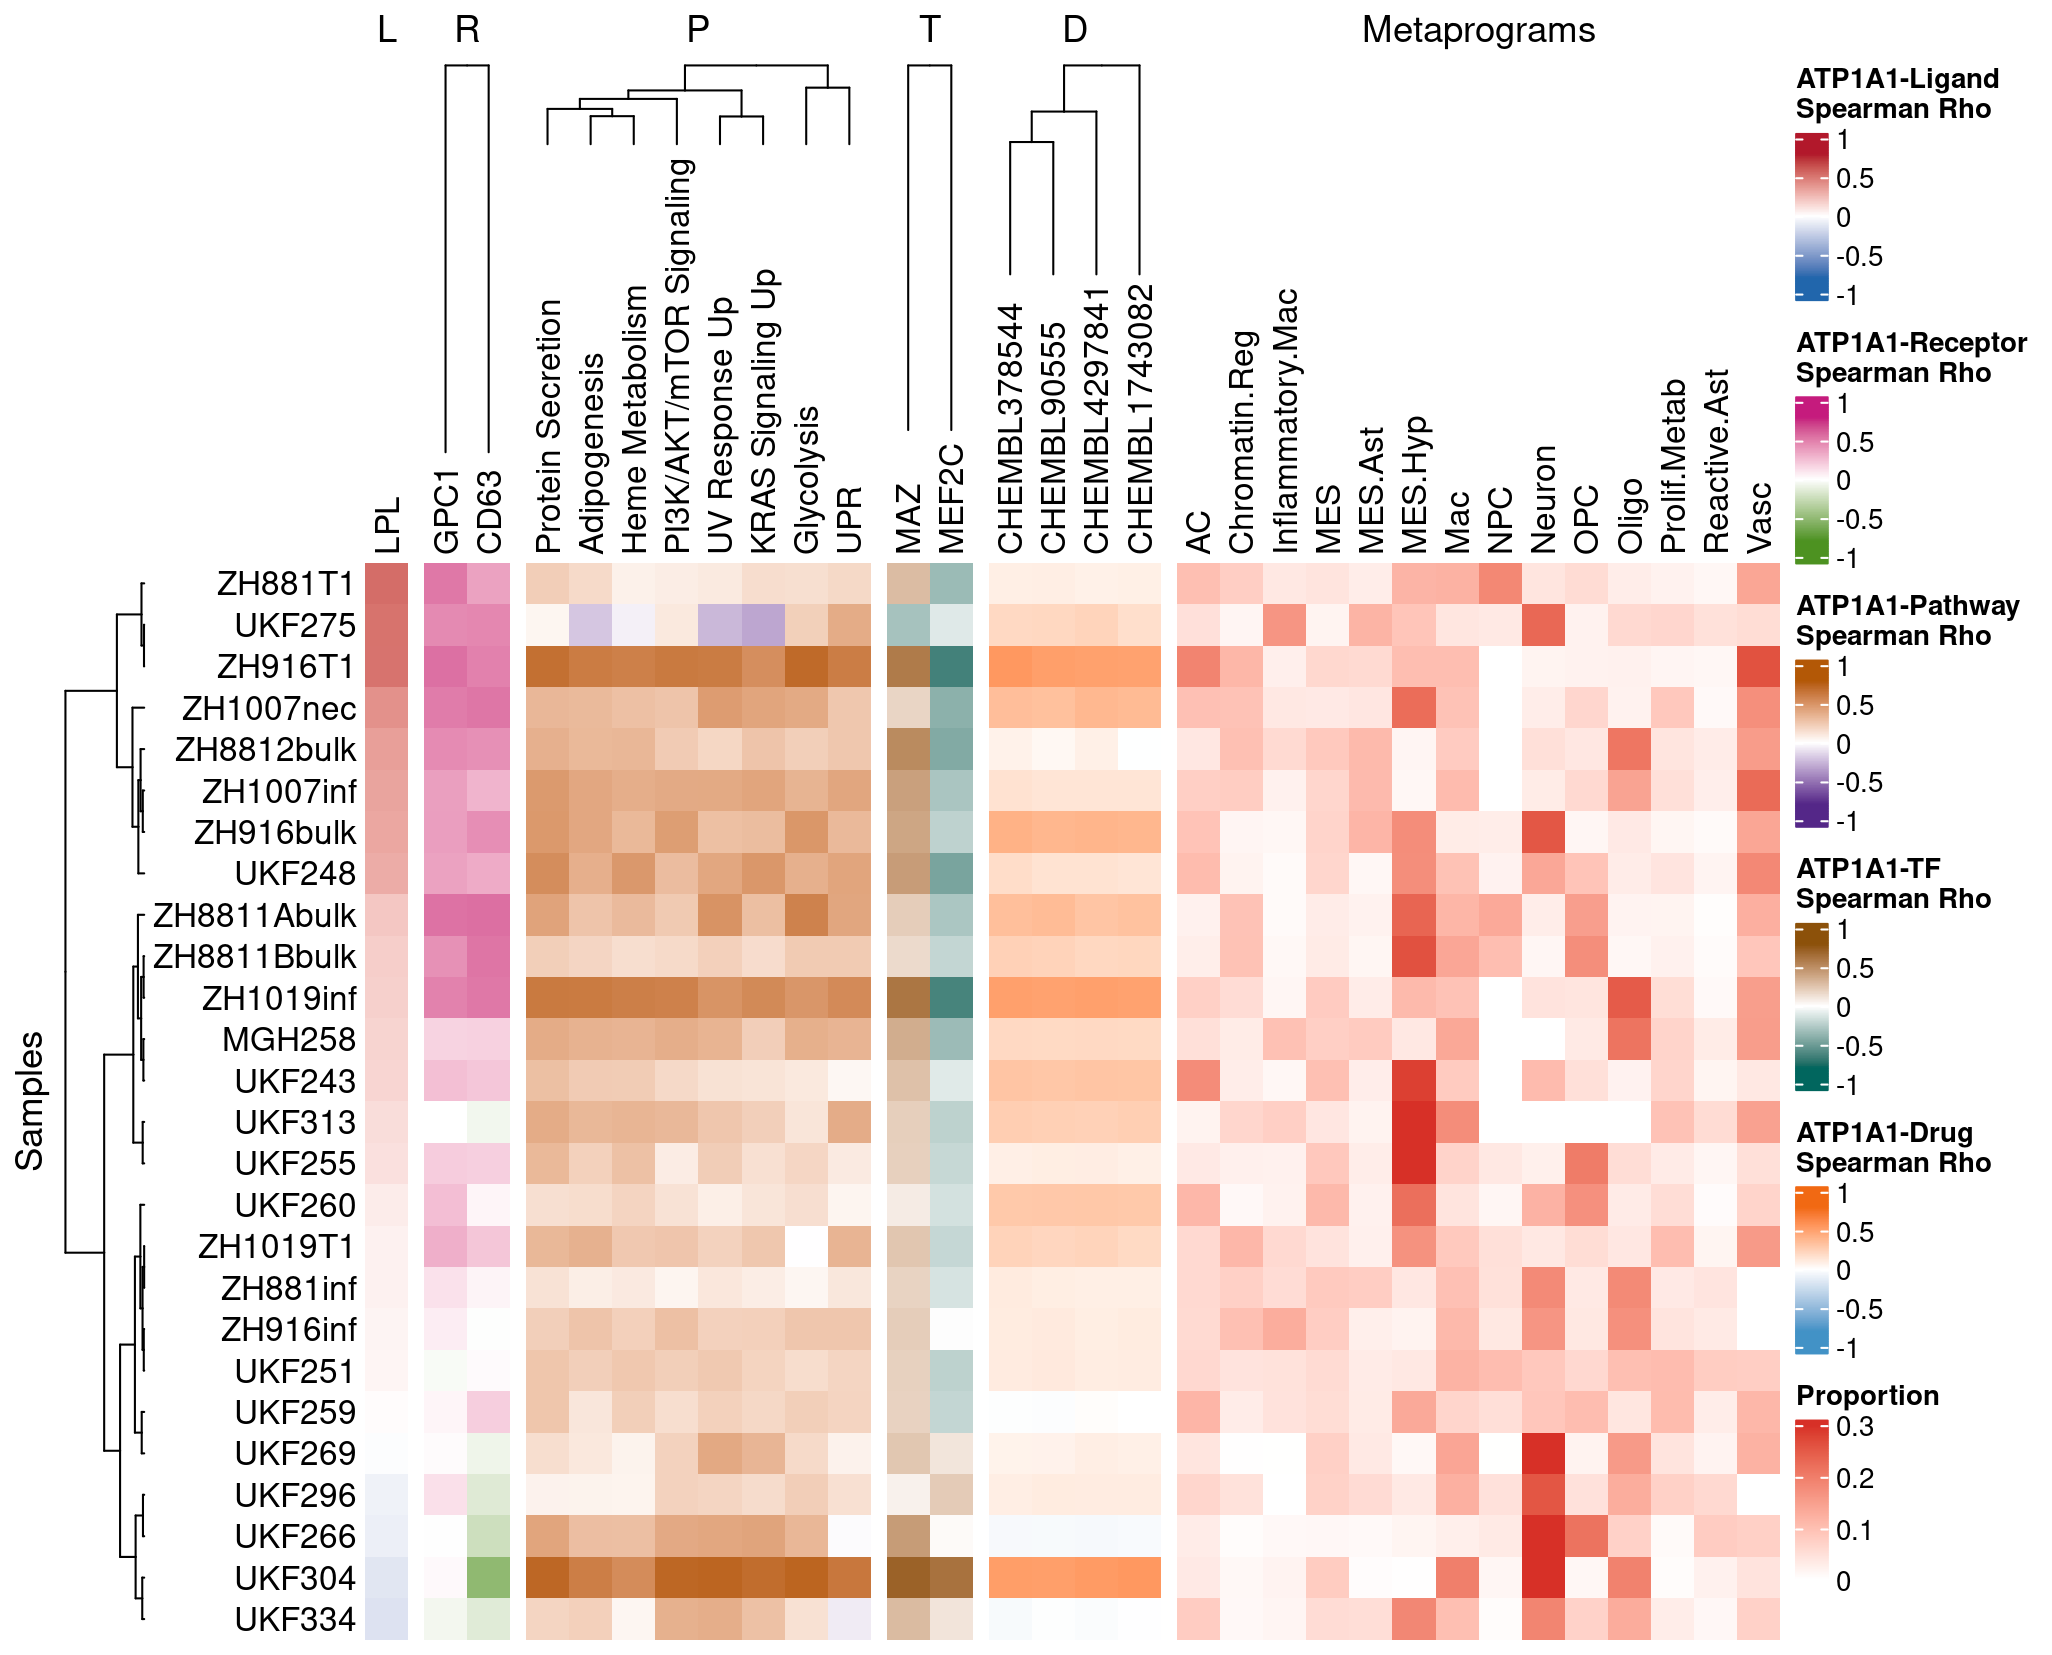 L
R
P
T
D
Metaprograms
LPL
GPC1
CD63
Protein Secretion
Adipogenesis
Heme Metabolism
PI3K/AKT/mTOR Signaling
UV Response Up
KRAS Signaling Up
Glycolysis
UPR
MAZ
MEF2C
CHEMBL378544
CHEMBL90555
CHEMBL4297841
CHEMBL1743082
AC
Chromatin.Reg
Inflammatory.Mac
MES
MES.Ast
MES.Hyp
Mac
NPC
Neuron
OPC
Oligo
Prolif.Metab
Reactive.Ast
Vasc
Samples
ZH881T1
UKF275
ZH916T1
ZH1007nec
ZH8812bulk
ZH1007inf
ZH916bulk
UKF248
ZH8811Abulk
ZH8811Bbulk
ZH1019inf
MGH258
UKF243
UKF313
UKF255
UKF260
ZH1019T1
ZH881inf
ZH916inf
UKF251
UKF259
UKF269
UKF296
UKF266
UKF304
UKF334
ATP1A1-Ligand
Spearman Rho
1
0.5
0
-0.5
-1
ATP1A1-Receptor
Spearman Rho
1
0.5
0
-0.5
-1
ATP1A1-Pathway
Spearman Rho
1
0.5
0
-0.5
-1
ATP1A1-TF
Spearman Rho
1
0.5
0
-0.5
-1
ATP1A1-Drug
Spearman Rho
1
0.5
0
-0.5
-1
Proportion
0.3
0.2
0.1
0